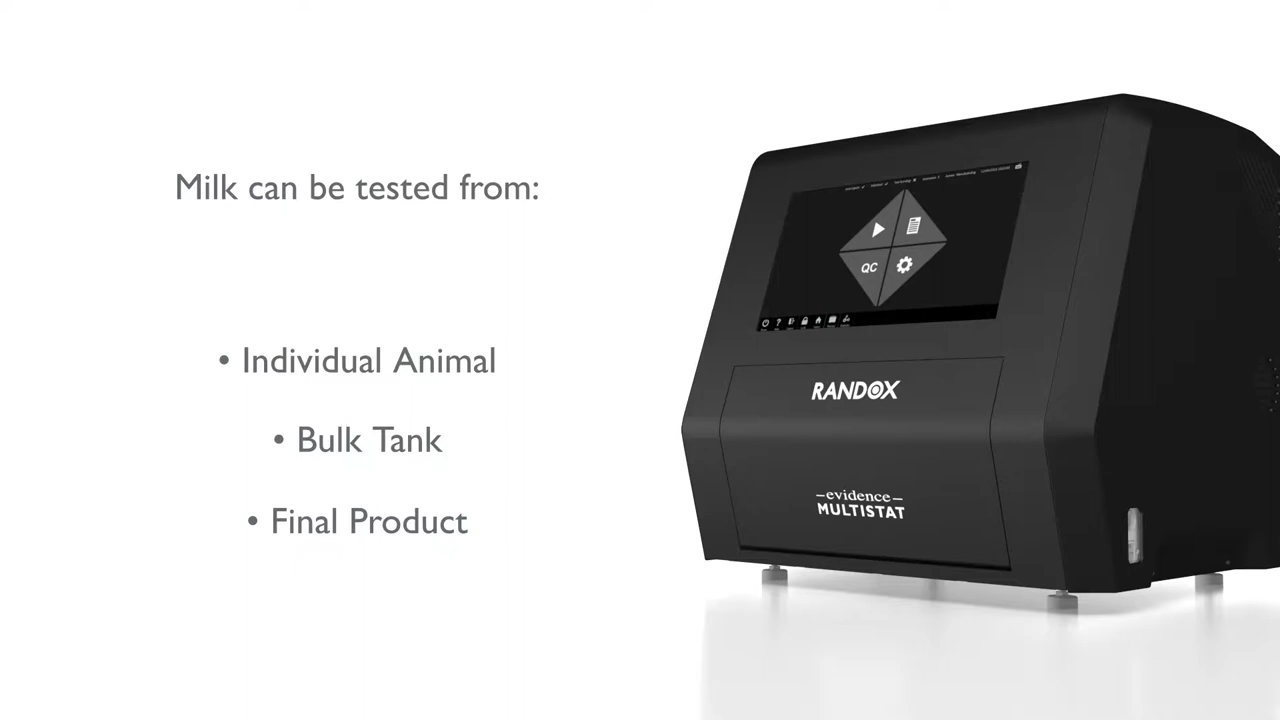 Milk can be tested from:
• Individual Animal
• Bulk Tank
• Final Product
QC
RANDOX
evidence
MULTISTAT